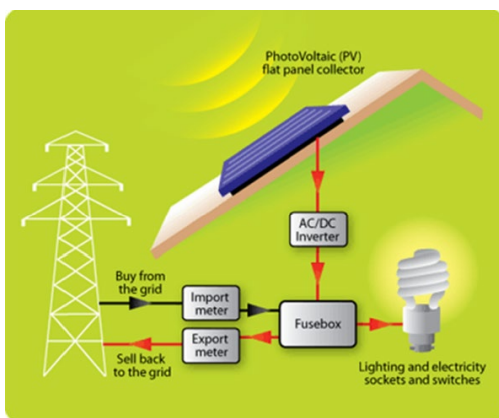 PhotoVoltaic (PV)
flat panel collector
AC/DC
Inverter
Buy from
the grid
Import
meter
Fusebox
Export
meter
Sell back
to the grid
Lighting and electricity
sockets and switches